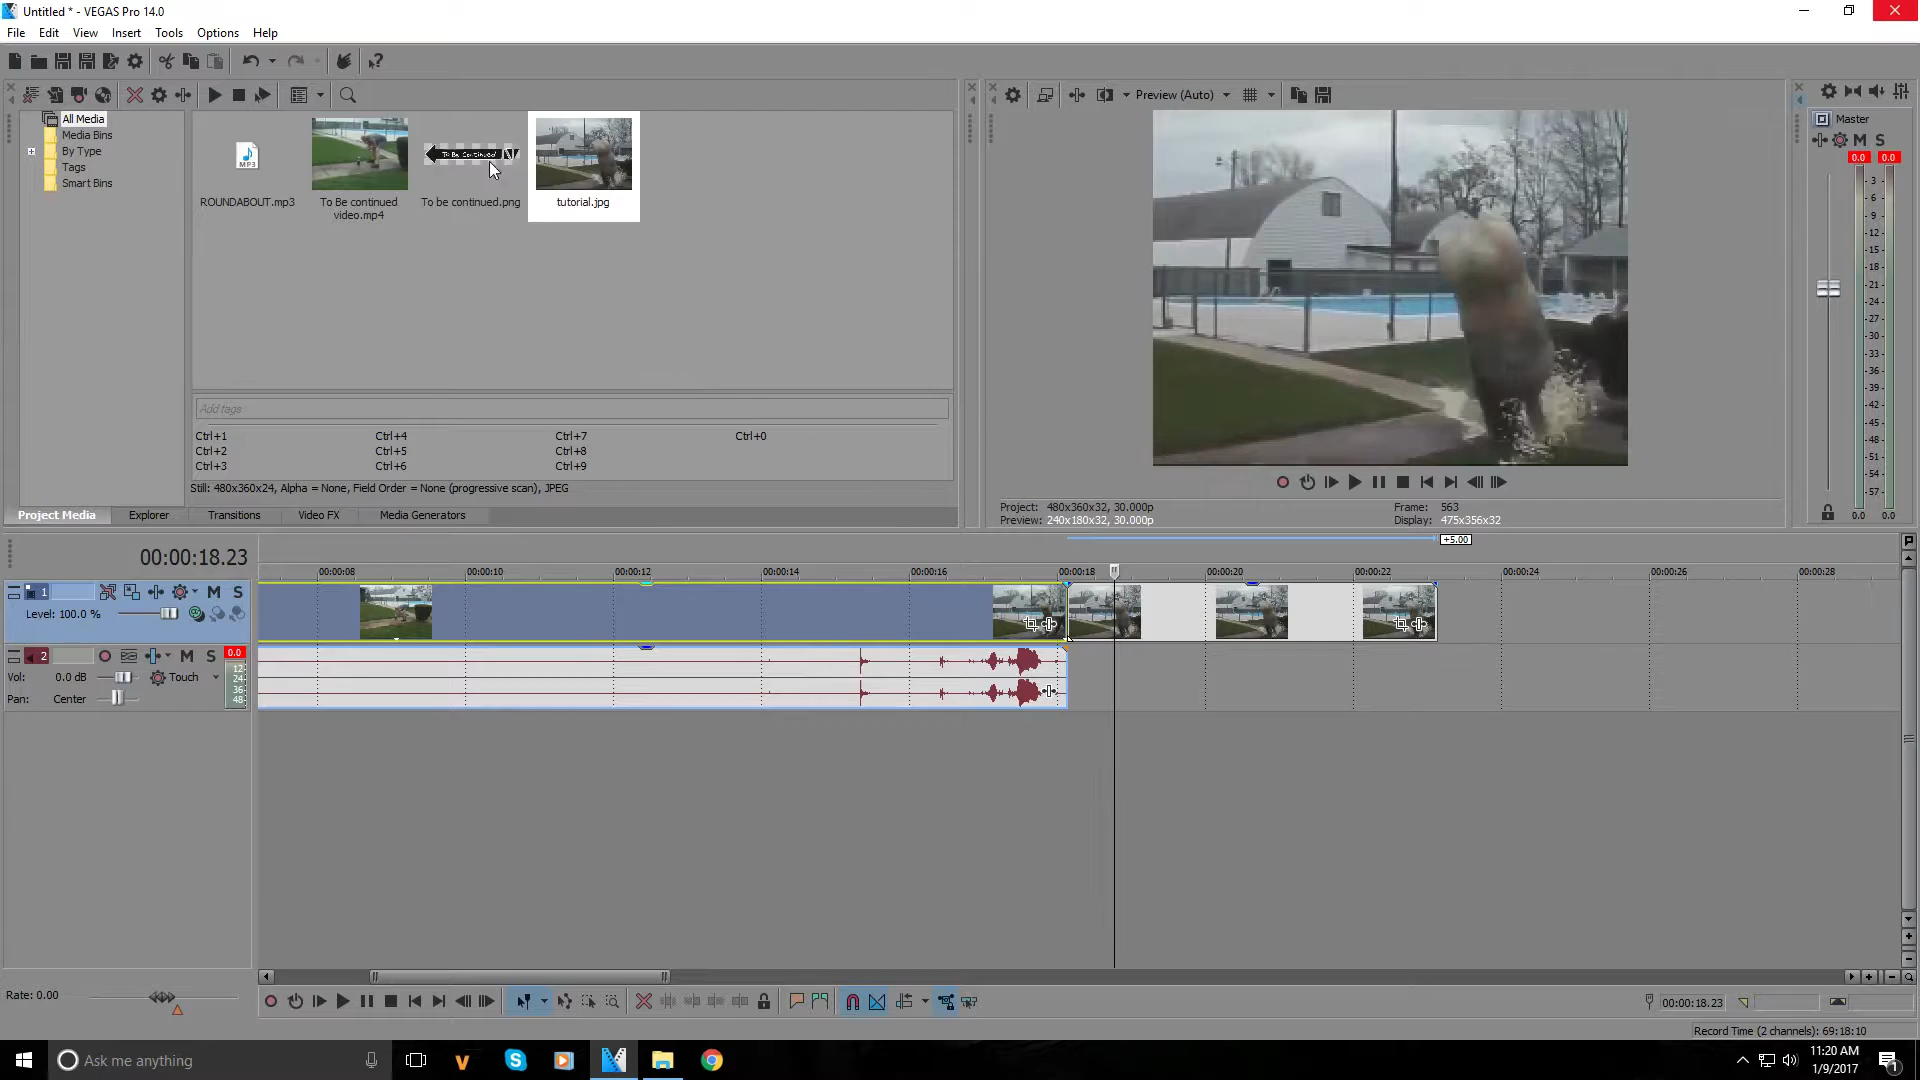 Untitled * - VEGAS Pro 14.0
File Edit View Insert Tools Options Help
Preview (Auto)
All Media
Media Bins
By Type
Tags
Smart Bins
MP3
To Be Continued
ROUNDABOUT.mp3
To Be continued video.mp4
To be continued.png
tutorial.jpg
Master
M S
0.0 0.0
- 3 -
- 6 -
- 9 -
-12-
-15-
-18-
-21-
-24-
-27-
-30-
-33-
-36-
-39-
-42-
-45-
-48-
-51-
-54-
-57-
0.0 0.0
Add tags
Ctrl+1 Ctrl+4 Ctrl+7 Ctrl+0
Ctrl+2 Ctrl+5 Ctrl+8
Ctrl+3 Ctrl+6 Ctrl+9
Still: 480x360x24, Alpha = None, Field Order = None (progressive scan), JPEG
Project Media Explorer Transitions Video FX Media Generators
Project: 480x360x32, 30.000p Frame: 563
Preview: 240x180x32, 30.000p Display: 475x356x32
+5.00
00:00:18.23
00:00:08 00:00:10 00:00:12 00:00:14 00:00:16 00:00:18 00:00:20 00:00:22 00:00:24 00:00:26 00:00:28
1 M S
Level: 100.0 %
2 M S 0.0
Vol: 0.0 dB Touch
Pan: Center
12
24
36
48
Rate: 0.00
00:00:18.23
Record Time (2 channels): 69:18:10
Ask me anything
11:20 AM
1/9/2017
1